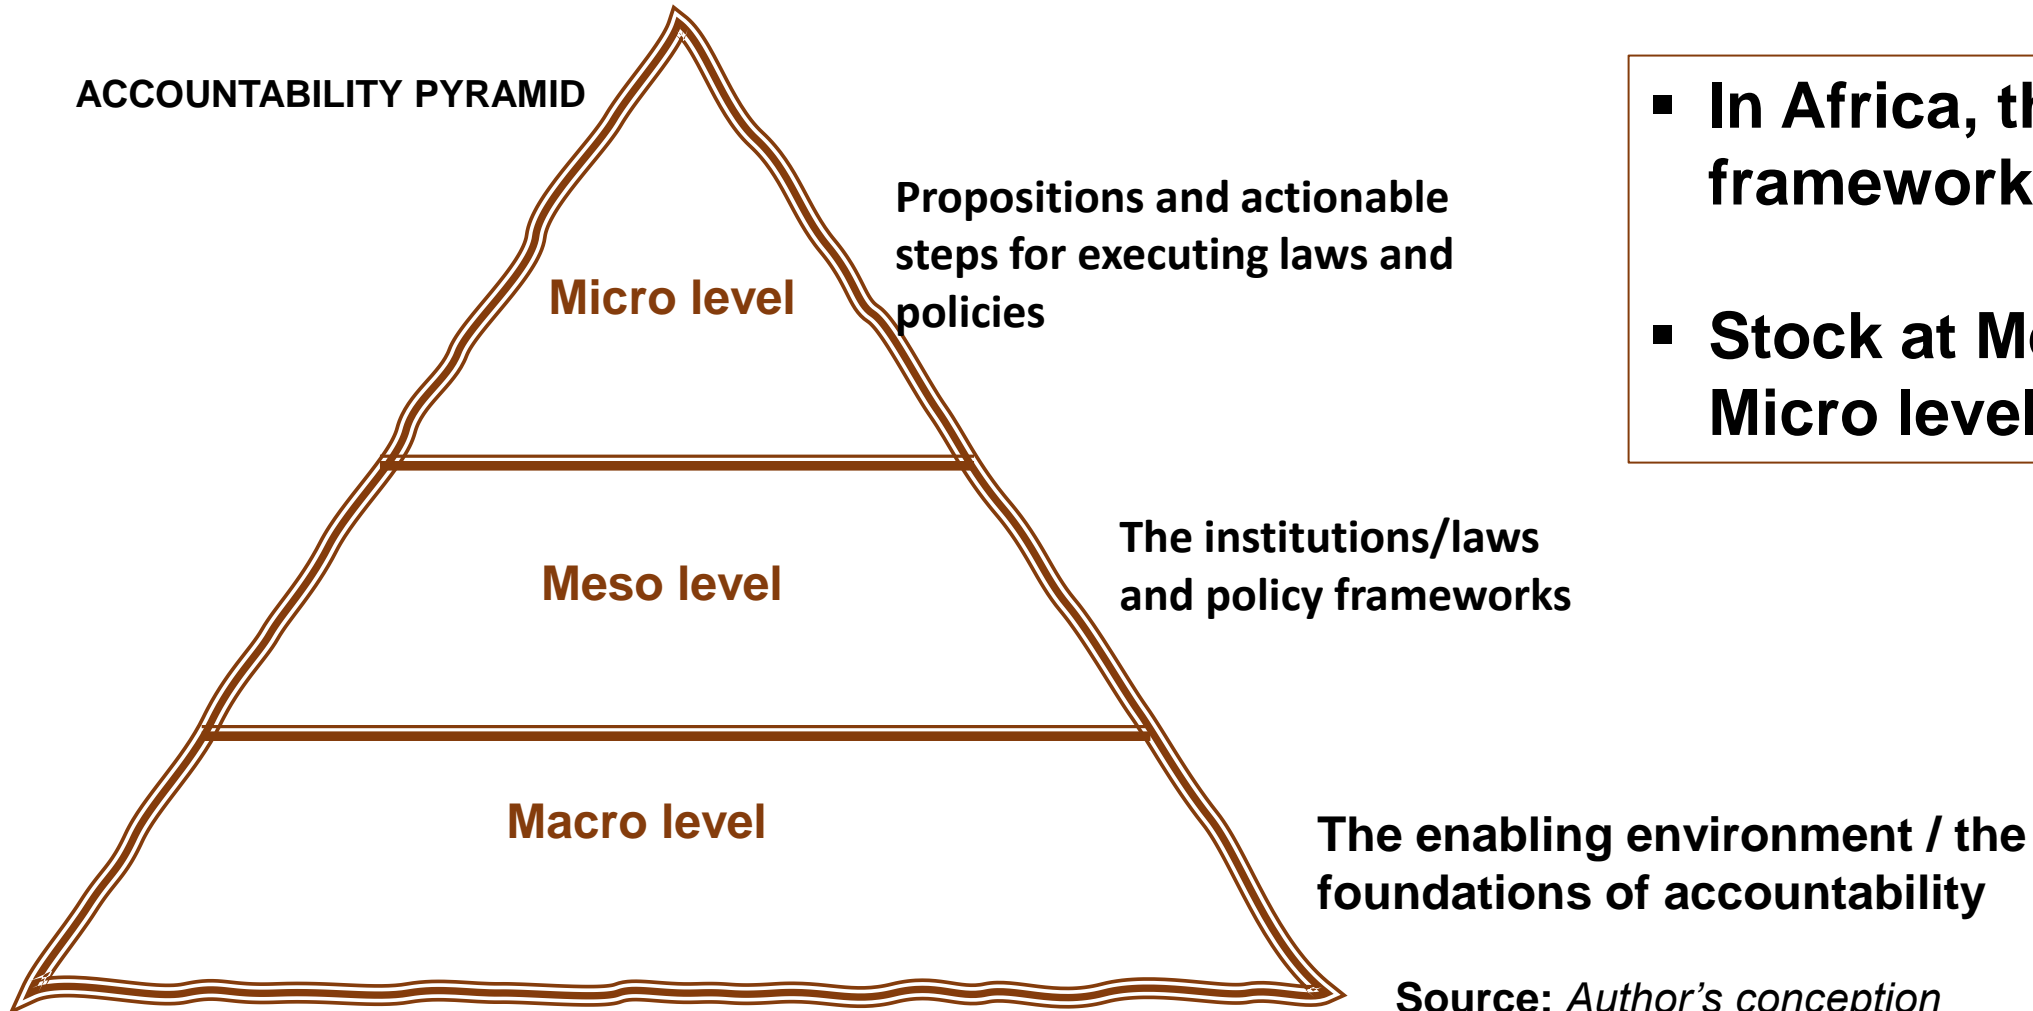 ACCOUNTABILITY PYRAMID
Propositions and actionable
steps for executing laws and
policies
Micro level
The institutions/laws
and policy frameworks
Meso level
Macro level
The enabling environment / the
foundations of accountability
Source: Author's conception
▪ In Africa,
framework
▪ Stock at
Micro level